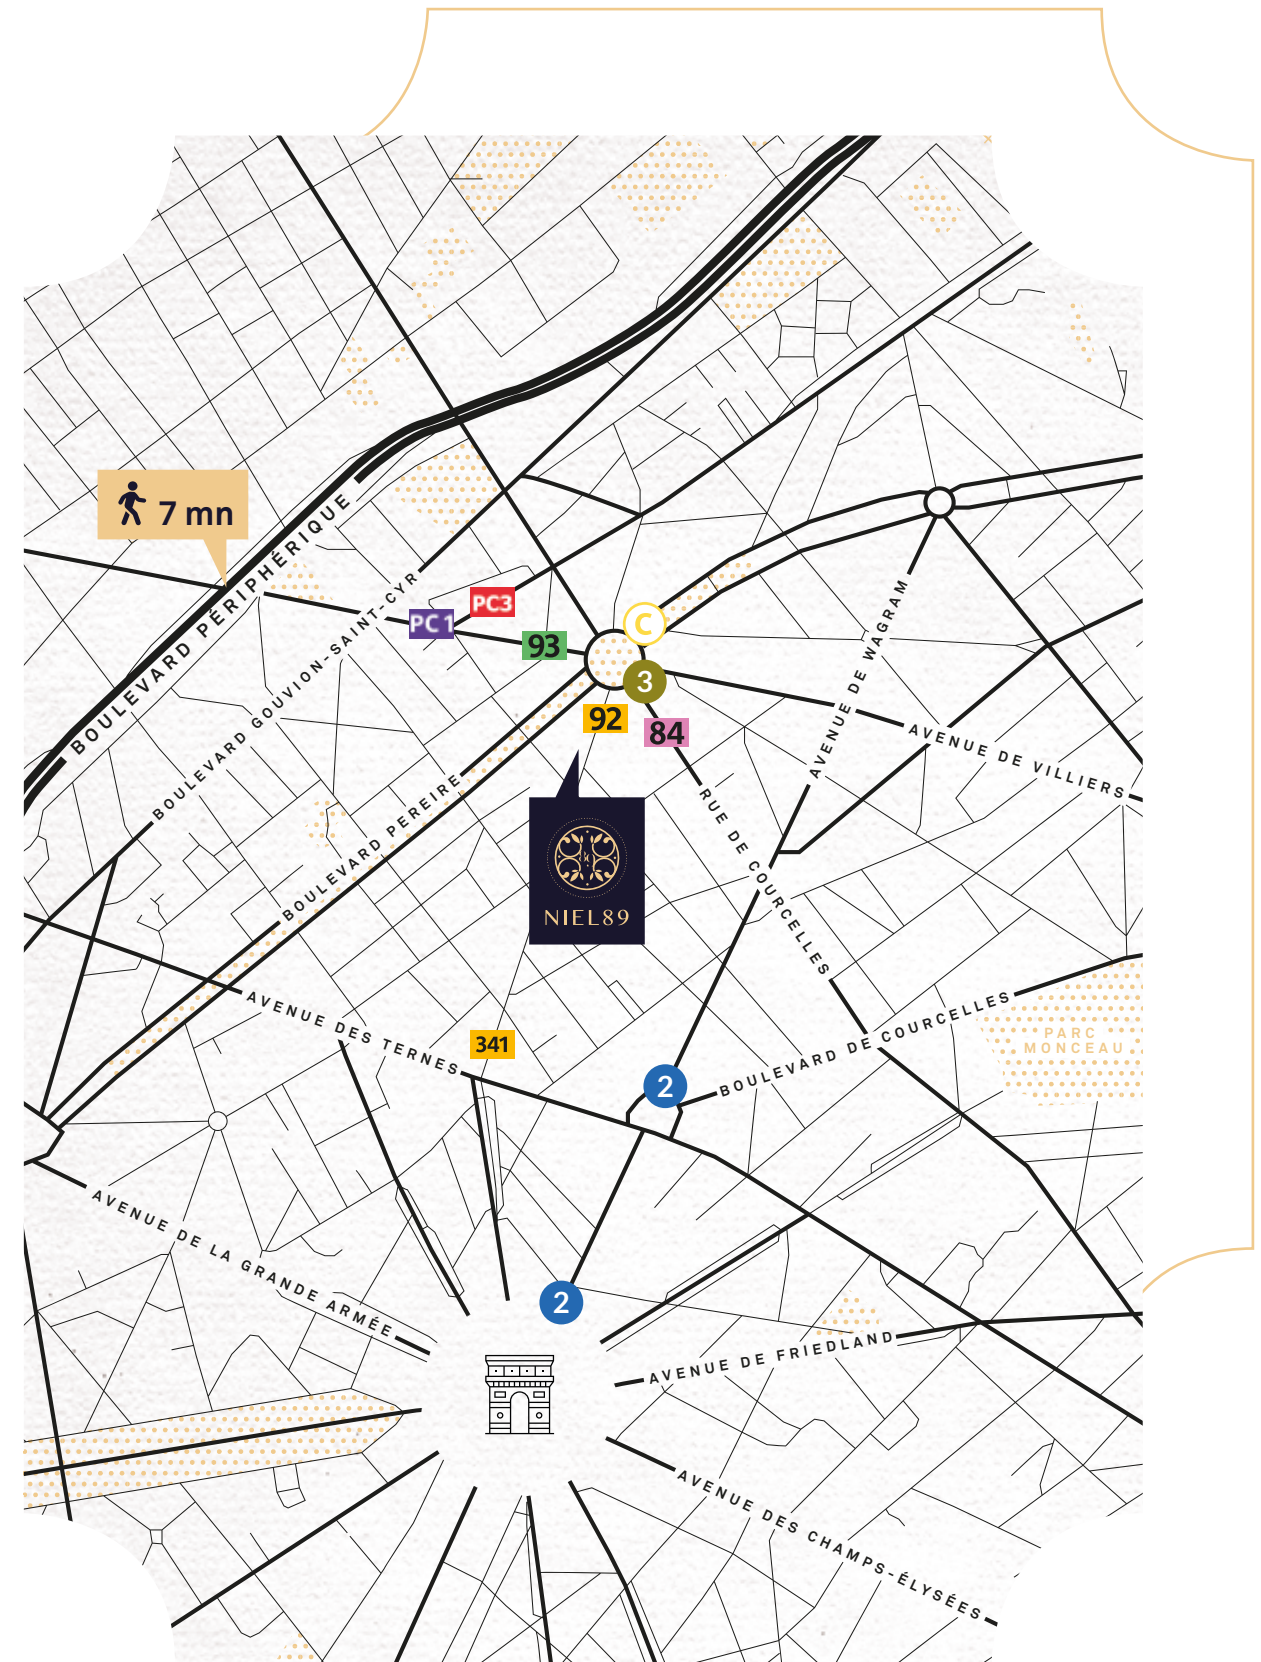 7 mn
BOULEVARD PÉRIPHÉRIQUE
BOULEVARD GOUVION-SAINT-CYR
PC1
PC3
93
C
3
92
84
AVENUE DE WAGRAM
AVENUE DE VILLIERS
RUE DE COURCELLES
BOULEVARD PEREIRE
NIEL89
AVENUE DES TERNES
341
2
BOULEVARD DE COURCELLES
PARC
MONCEAU
AVENUE DE LA GRANDE ARMÉE
2
AVENUE DE FRIEDLAND
AVENUE DES CHAMPS-ÉLYSÉES